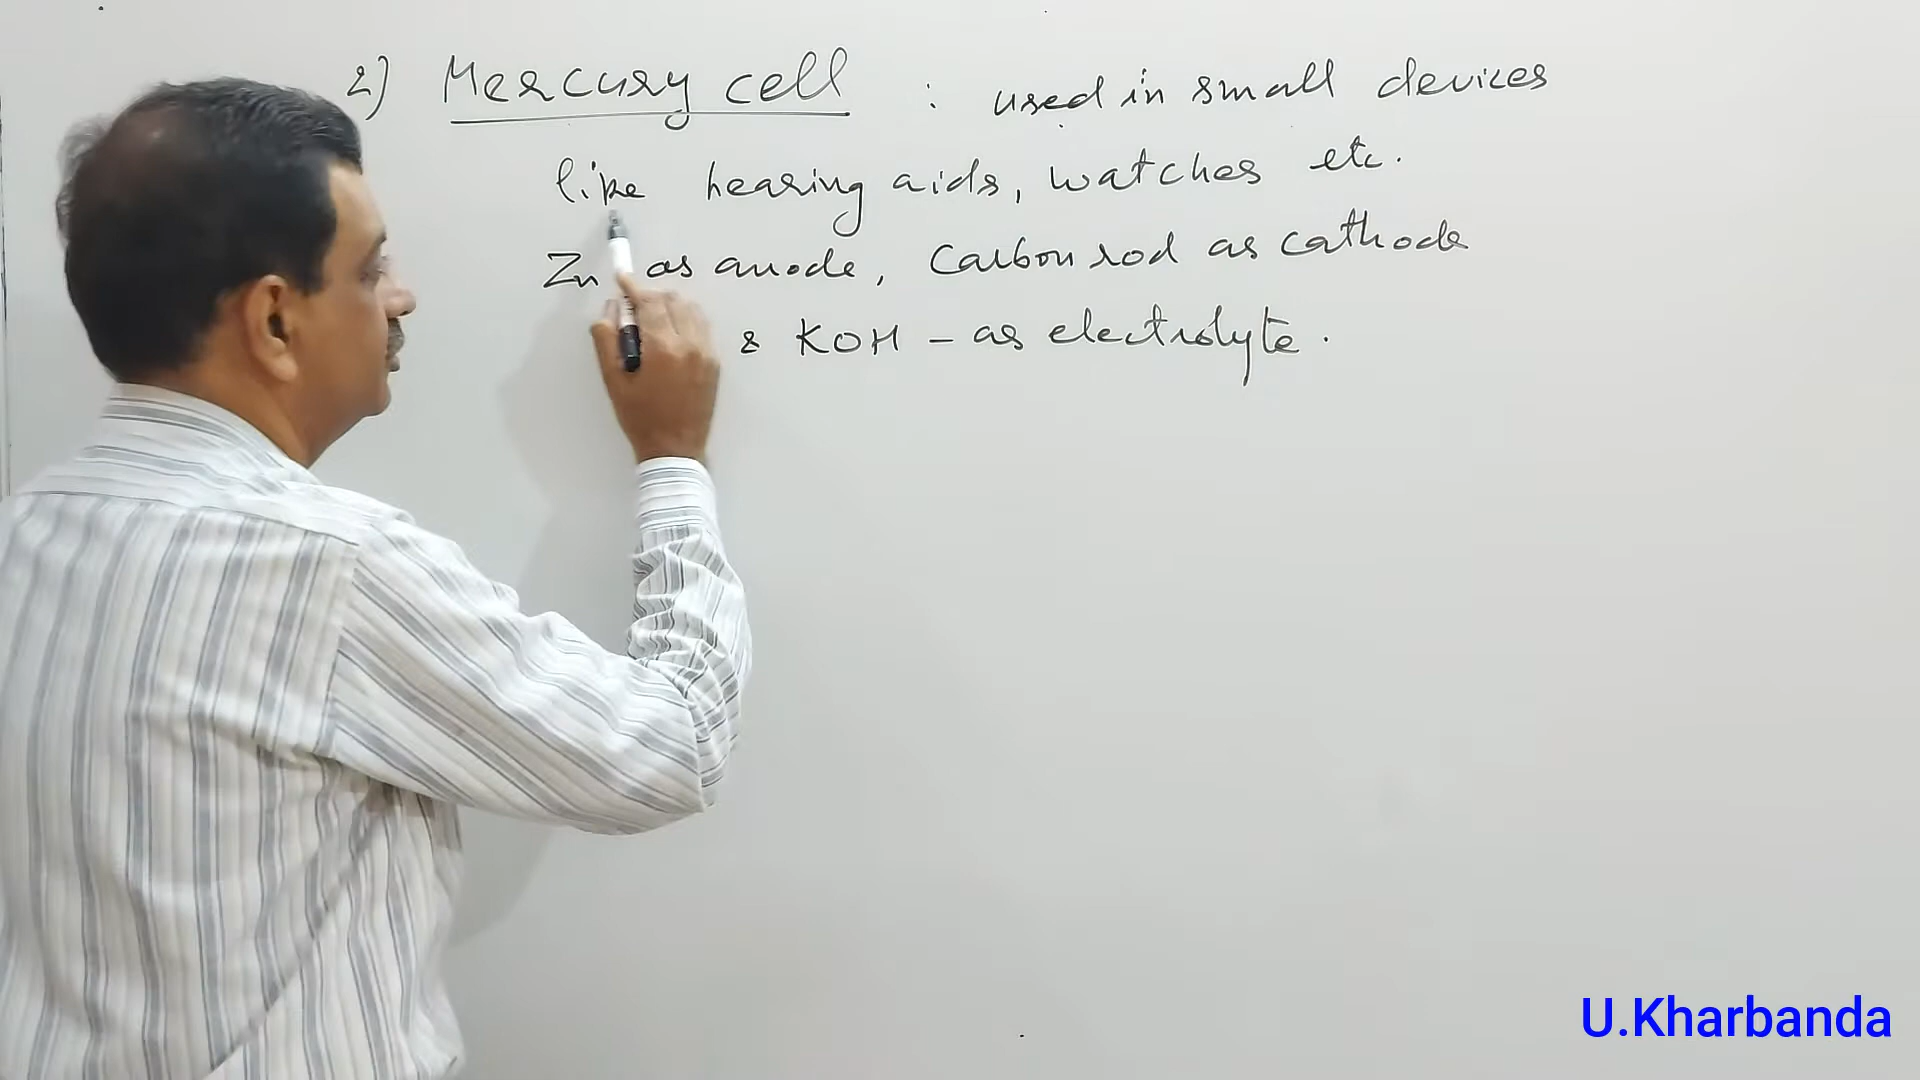 2) Mercury cell : used in small devices
like hearing aids, watches etc.
Zn as anode, Carbon rod as cathode
& KOH - as electrolyte.
U.Kharbanda